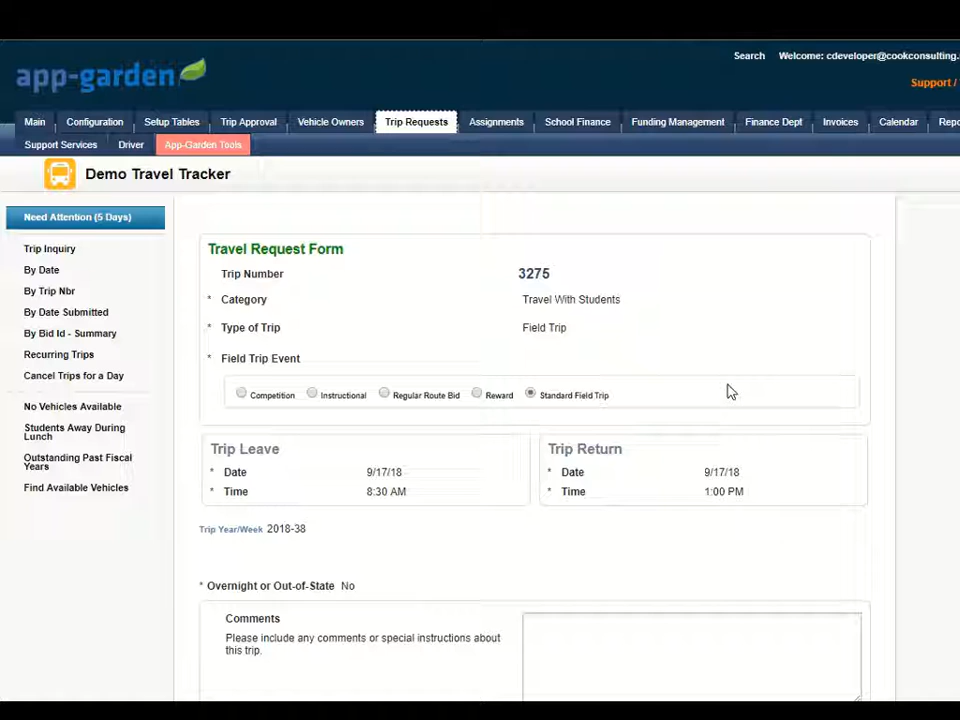 app-garden
Search Welcome: cdeveloper@cookconsulting.
Support /
Main Configuration Setup Tables Trip Approval Vehicle Owners Trip Requests Assignments School Finance Funding Management Finance Dept Invoices Calendar Repo
Support Services Driver App-Garden Tools
Demo Travel Tracker
Need Attention (5 Days)
Trip Inquiry
By Date
By Trip Nbr
By Date Submitted
By Bid Id - Summary
Recurring Trips
Cancel Trips for a Day
No Vehicles Available
Students Away During
Lunch
Outstanding Past Fiscal
Years
Find Available Vehicles
Travel Request Form
Trip Number 3275
* Category Travel With Students
* Type of Trip Field Trip
* Field Trip Event
Competition Instructional Regular Route Bid Reward Standard Field Trip
Trip Leave
* Date 9/17/18
* Time 8:30 AM
Trip Return
* Date 9/17/18
* Time 1:00 PM
Trip Year/Week 2018-38
* Overnight or Out-of-State No
Comments
Please include any comments or special instructions about
this trip.